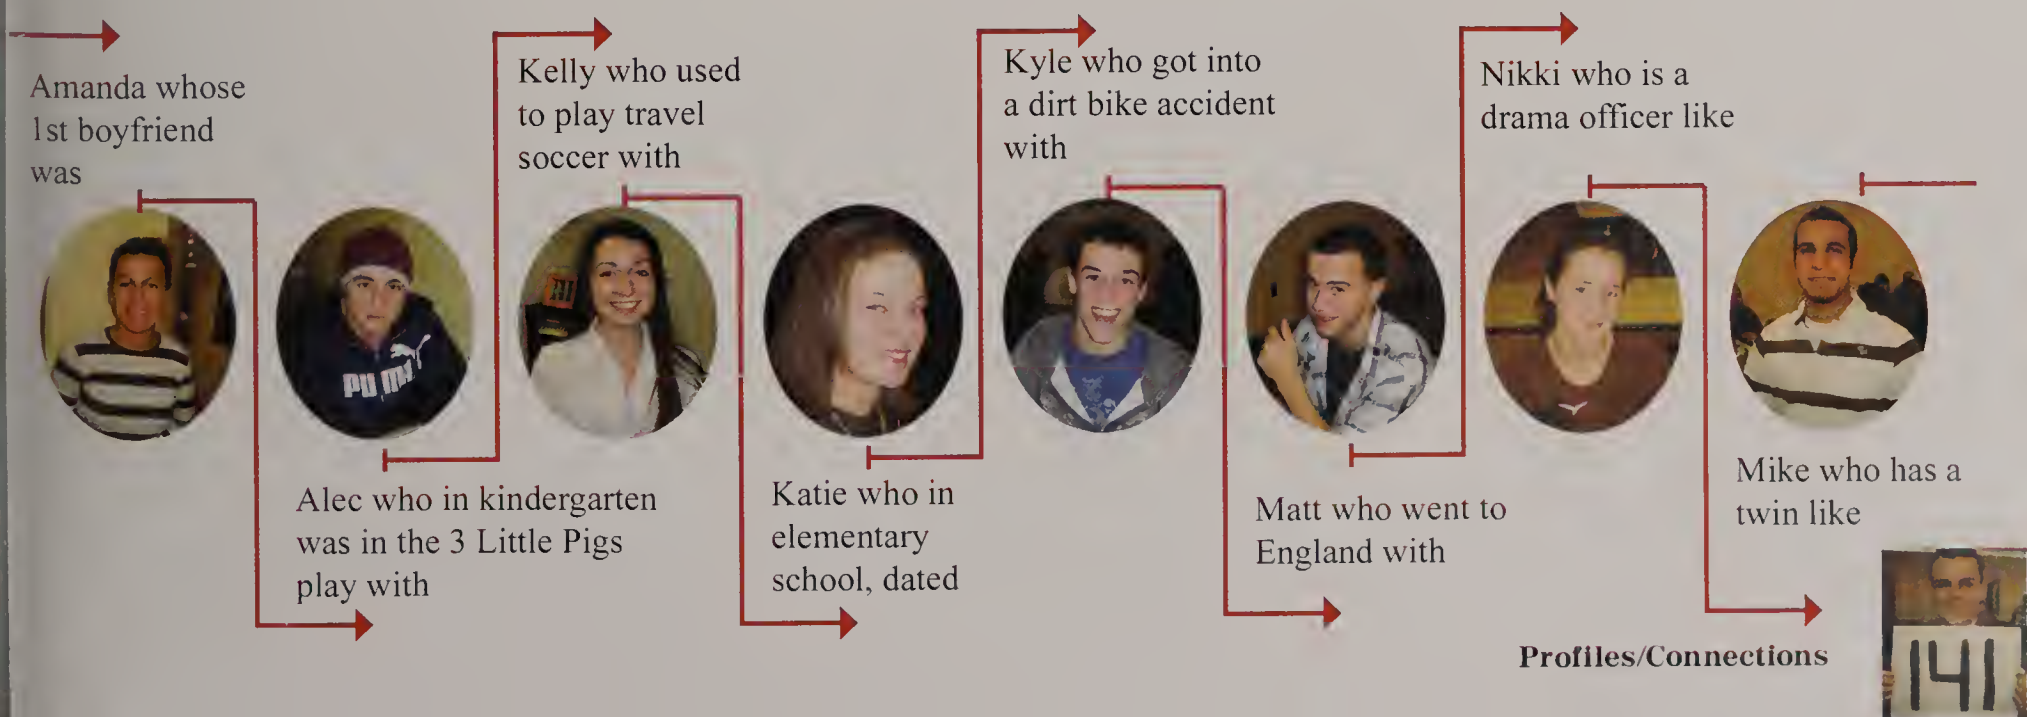 Amanda whose
1st boyfriend
was
PUMA
Alec who in kindergarten
was in the 3 Little Pigs
play with
Kelly who used
to play travel
soccer with
Katie who in
elementary
school, dated
Kyle who got into
a dirt bike accident
with
Matt who went to
England with
Nikki who is a
drama officer like
Mike who has a
twin like
Profiles/Connections
141